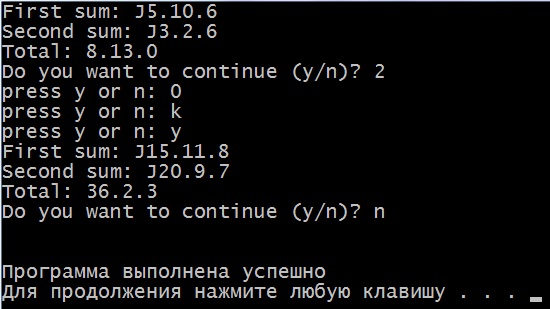 First sum: J5.10.6
Second sum: J3.2.6
Total: 8.13.0
Do you want to continue (y/n)? 2
press y or n: 0
press y or n: k
press y or n: y
First sum: J15.11.8
Second sum: J20.9.7
Total: 36.2.3
Do you want to continue (y/n)? n
Программа выполнена успешно
Для продолжения нажмите любую клавишу . . .